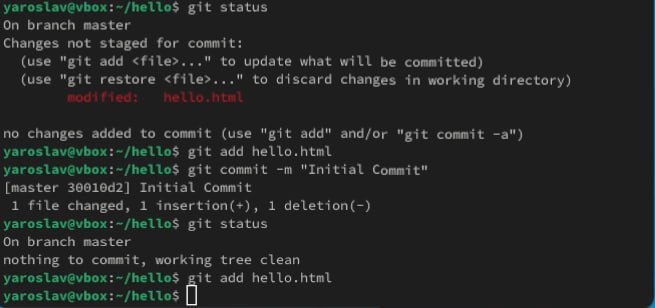 yaroslav@vbox:~/hello$ git status
On branch master
Changes not staged for commit:
  (use "git add <file>..." to update what will be committed)
  (use "git restore <file>..." to discard changes in working directory)
        modified:   hello.html

no changes added to commit (use "git add" and/or "git commit -a")
yaroslav@vbox:~/hello$ git add hello.html
yaroslav@vbox:~/hello$ git commit -m "Initial Commit"
[master 30010d2] Initial Commit
 1 file changed, 1 insertion(+), 1 deletion(-)
yaroslav@vbox:~/hello$ git status
On branch master
nothing to commit, working tree clean
yaroslav@vbox:~/hello$ git add hello.html
yaroslav@vbox:~/hello$